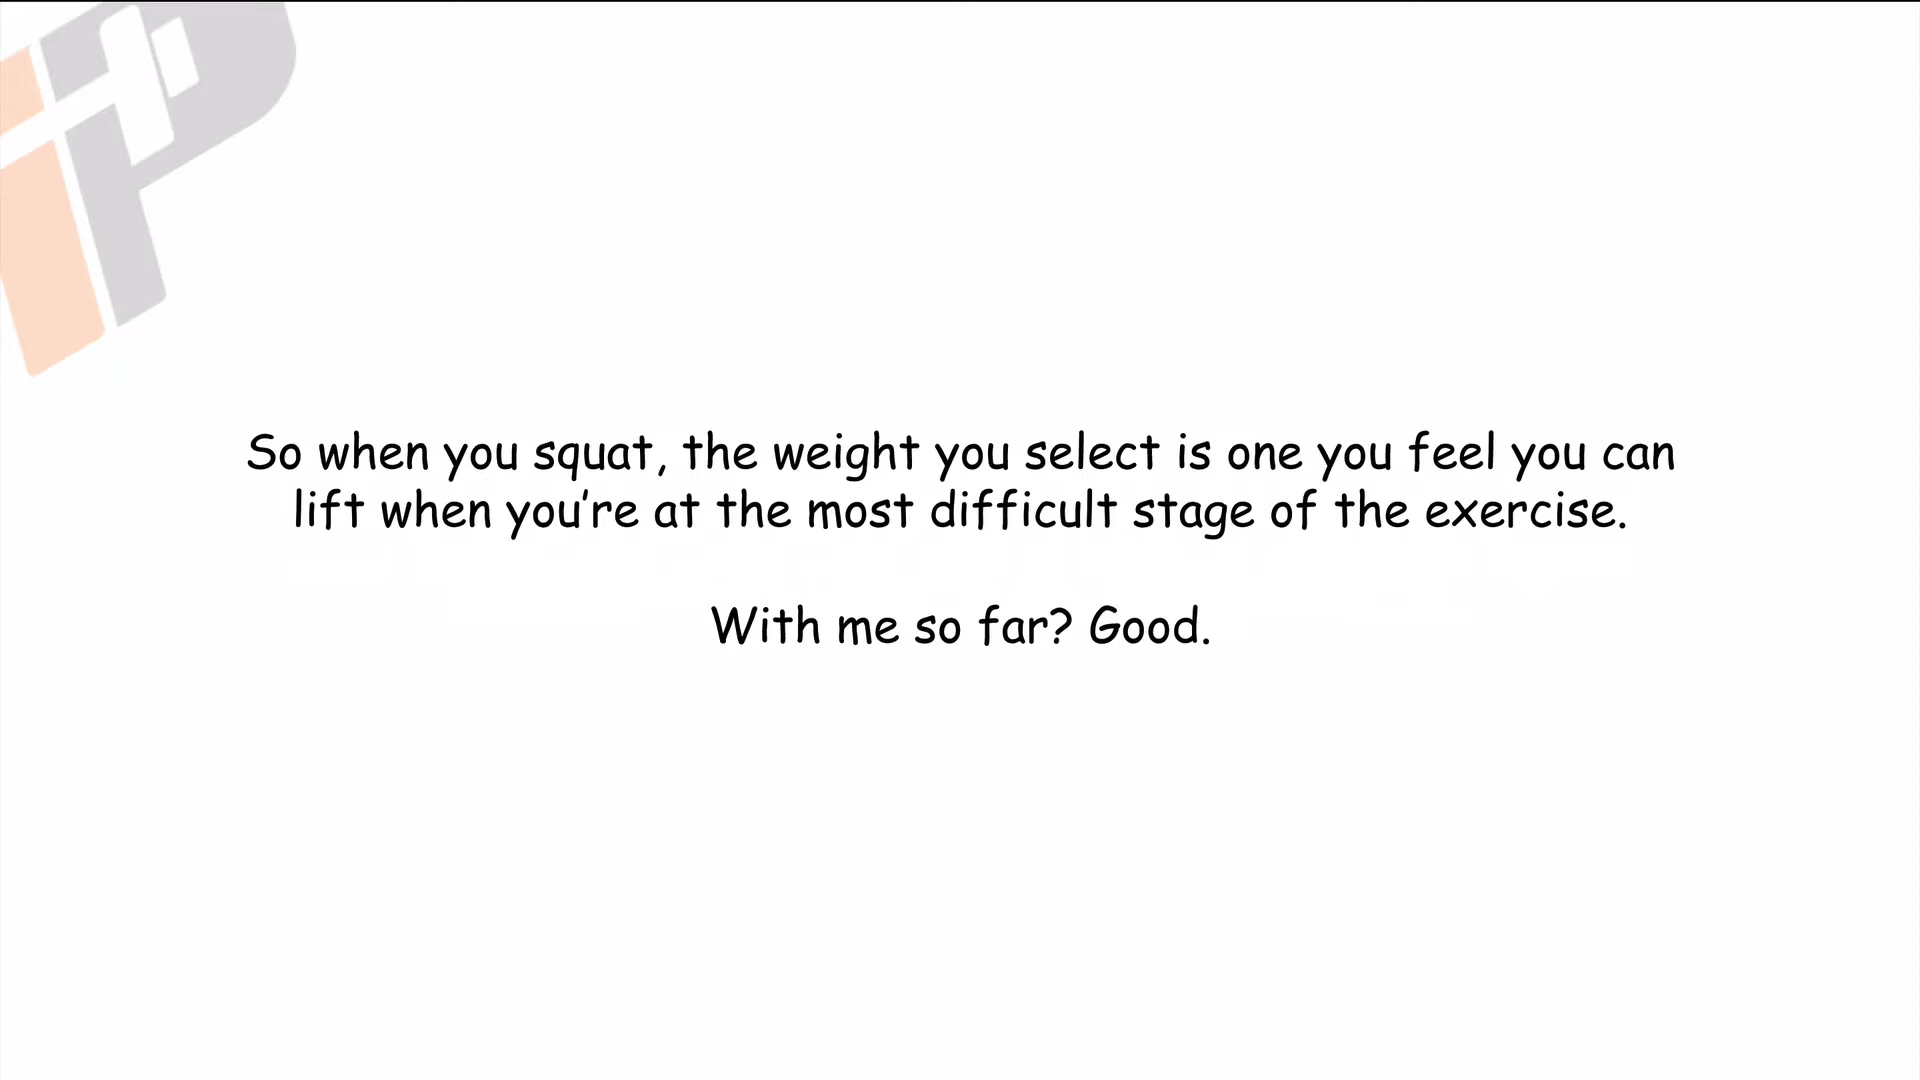 So when you squat, the weight you select is one you feel you can
lift when you're at the most difficult stage of the exercise.
With me so far? Good.